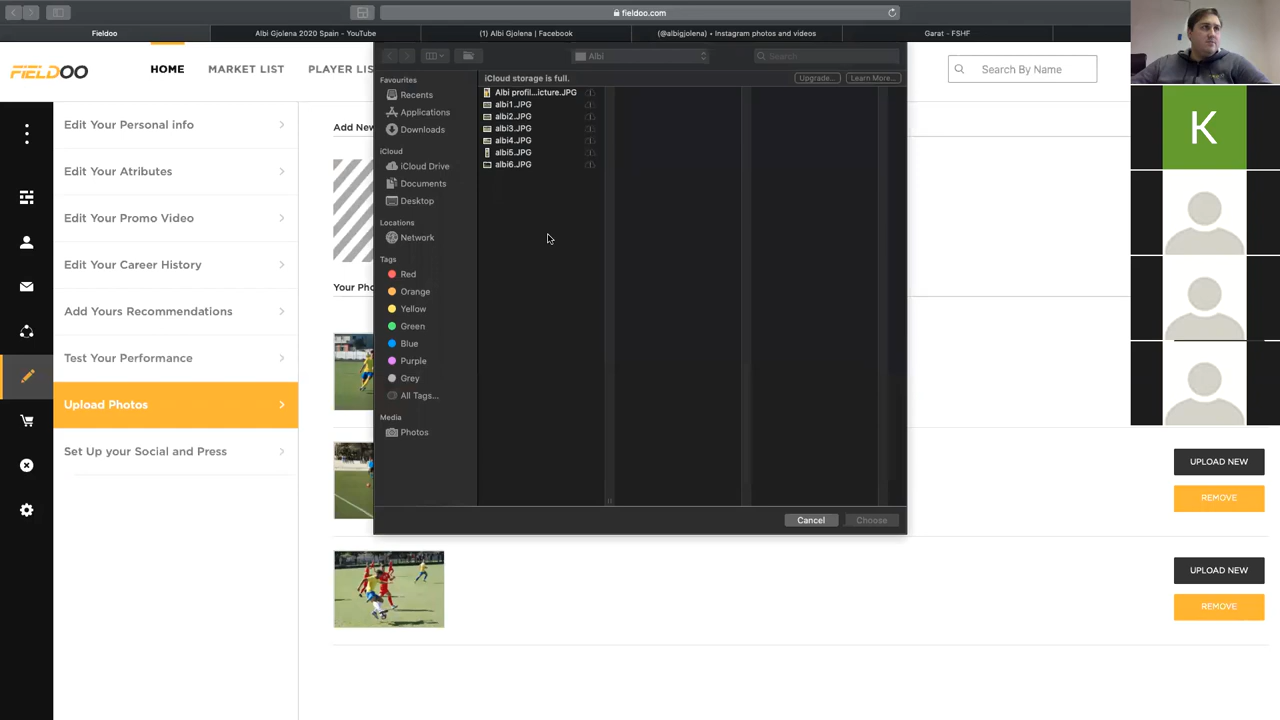 fieldoo.com
Fieldoo
Albi Gjolena 2020 Spain - YouTube
(1) Albi Gjolena | Facebook
(@albigjolena) • Instagram photos and videos
Garat - FSHF
FIELDOO
HOME
MARKET LIST
PLAYER LIS
Search By Name
Edit Your Personal info
Edit Your Atributes
Edit Your Promo Video
Edit Your Career History
Add Yours Recommendations
Test Your Performance
Upload Photos
Set Up your Social and Press
Add New
Your Pho
Albi
Search
Favourites
Recents
Applications
Downloads
iCloud
iCloud Drive
Documents
Desktop
Locations
Network
Tags
Red
Orange
Yellow
Green
Blue
Purple
Grey
All Tags...
Media
Photos
iCloud storage is full.
Upgrade...
Learn More...
Albi profil...icture.JPG
albi1.JPG
albi2.JPG
albi3.JPG
albi4.JPG
albi5.JPG
albi6.JPG
Cancel
Choose
UPLOAD NEW
REMOVE
UPLOAD NEW
REMOVE
K